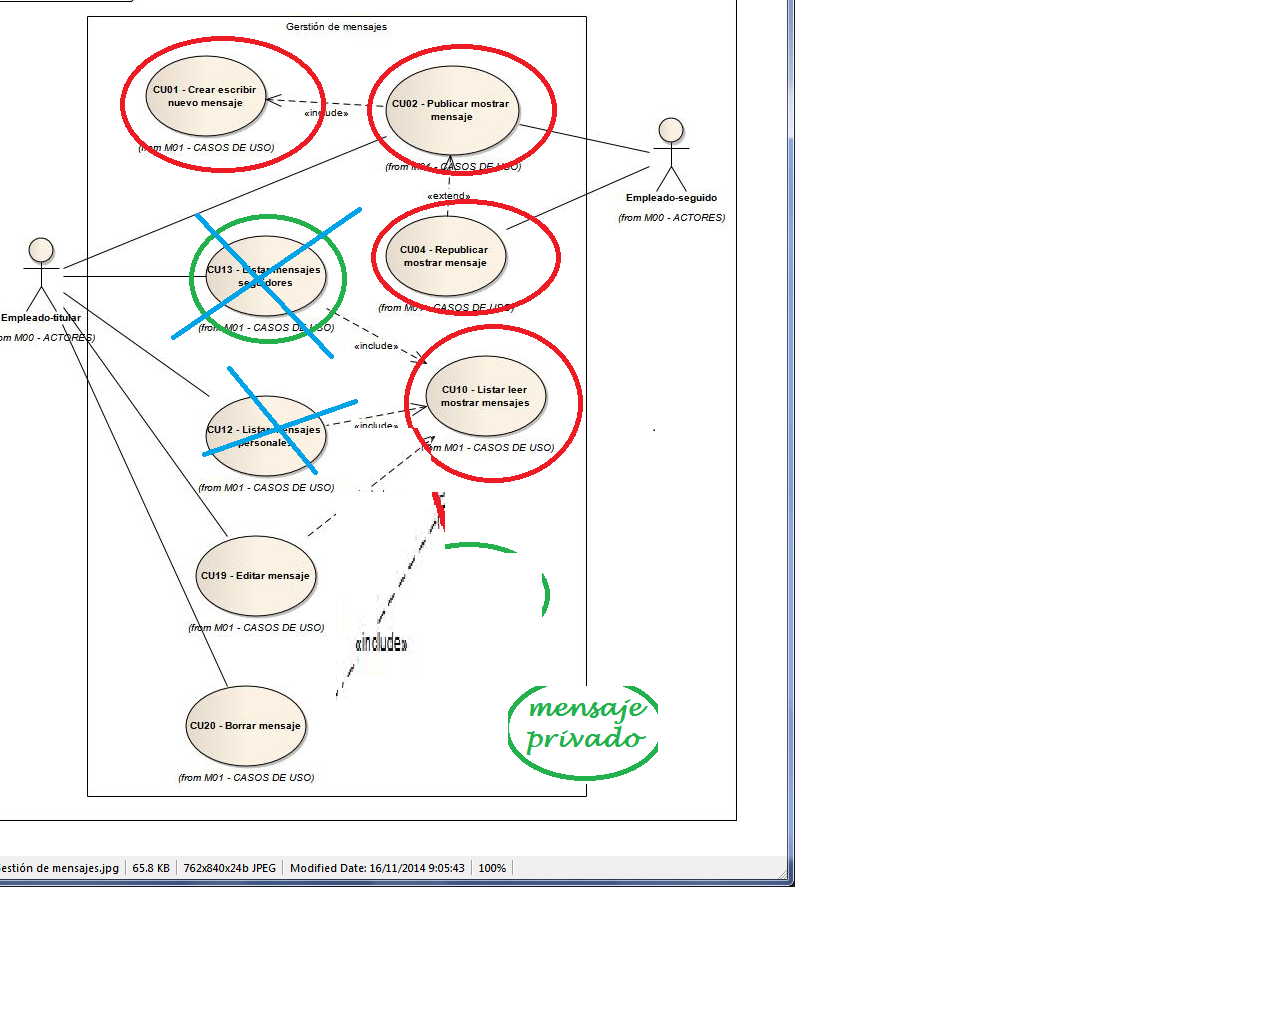 Gerstión de mensajes
CU01 - Crear escribir
nuevo mensaje
(from M01 - CASOS DE USO)
«include»
CU02 - Publicar mostrar
mensaje
(from M01 - CASOS DE USO)
«extend»
Empleado-seguido
(from M00 - ACTORES)
CU04 - Republicar
mostrar mensaje
(from M01 - CASOS DE USO)
CU13 - Listar mensajes
seguidores
(from M01 - CASOS DE USO)
«include»
Empleado-titular
om M00 - ACTORES)
CU10 - Listar leer
mostrar mensajes
(from M01 - CASOS DE USO)
CU12 - Listar mensajes
personales
(from M01 - CASOS DE USO)
«include»
CU19 - Editar mensaje
(from M01 - CASOS DE USO)
«include»
CU20 - Borrar mensaje
(from M01 - CASOS DE USO)
mensaje
privado
estión de mensajes.jpg 65.8 KB 762x840x24b JPEG Modified Date: 16/11/2014 9:05:43 100%